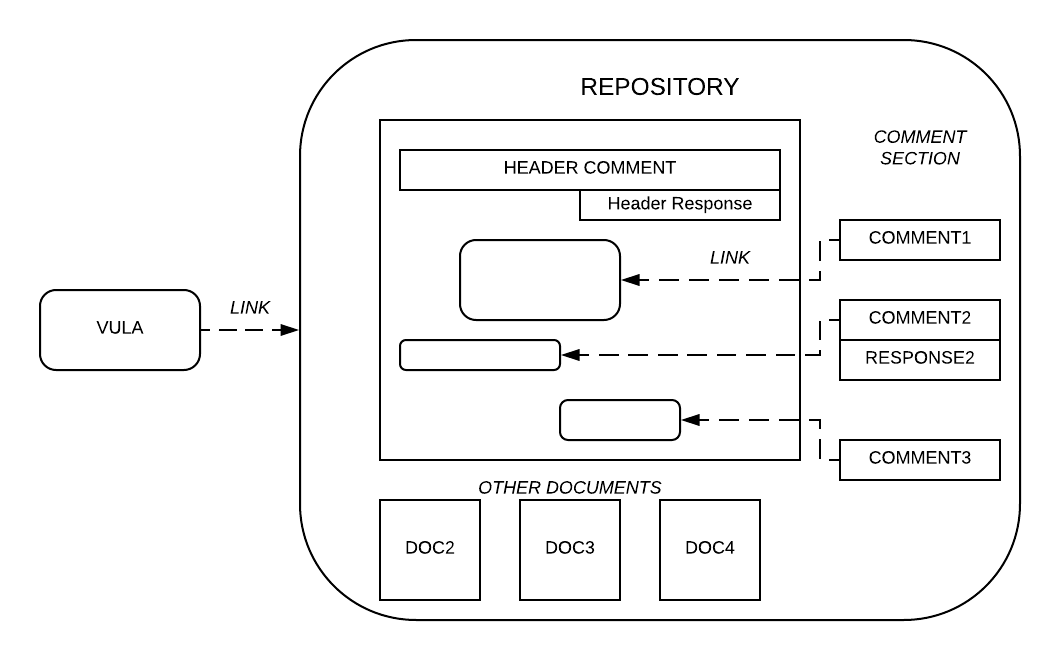 REPOSITORY
COMMENT
SECTION
HEADER COMMENT
Header Response
COMMENT1
LINK
VULA
LINK
COMMENT2
RESPONSE2
COMMENT3
OTHER DOCUMENTS
DOC2
DOC3
DOC4